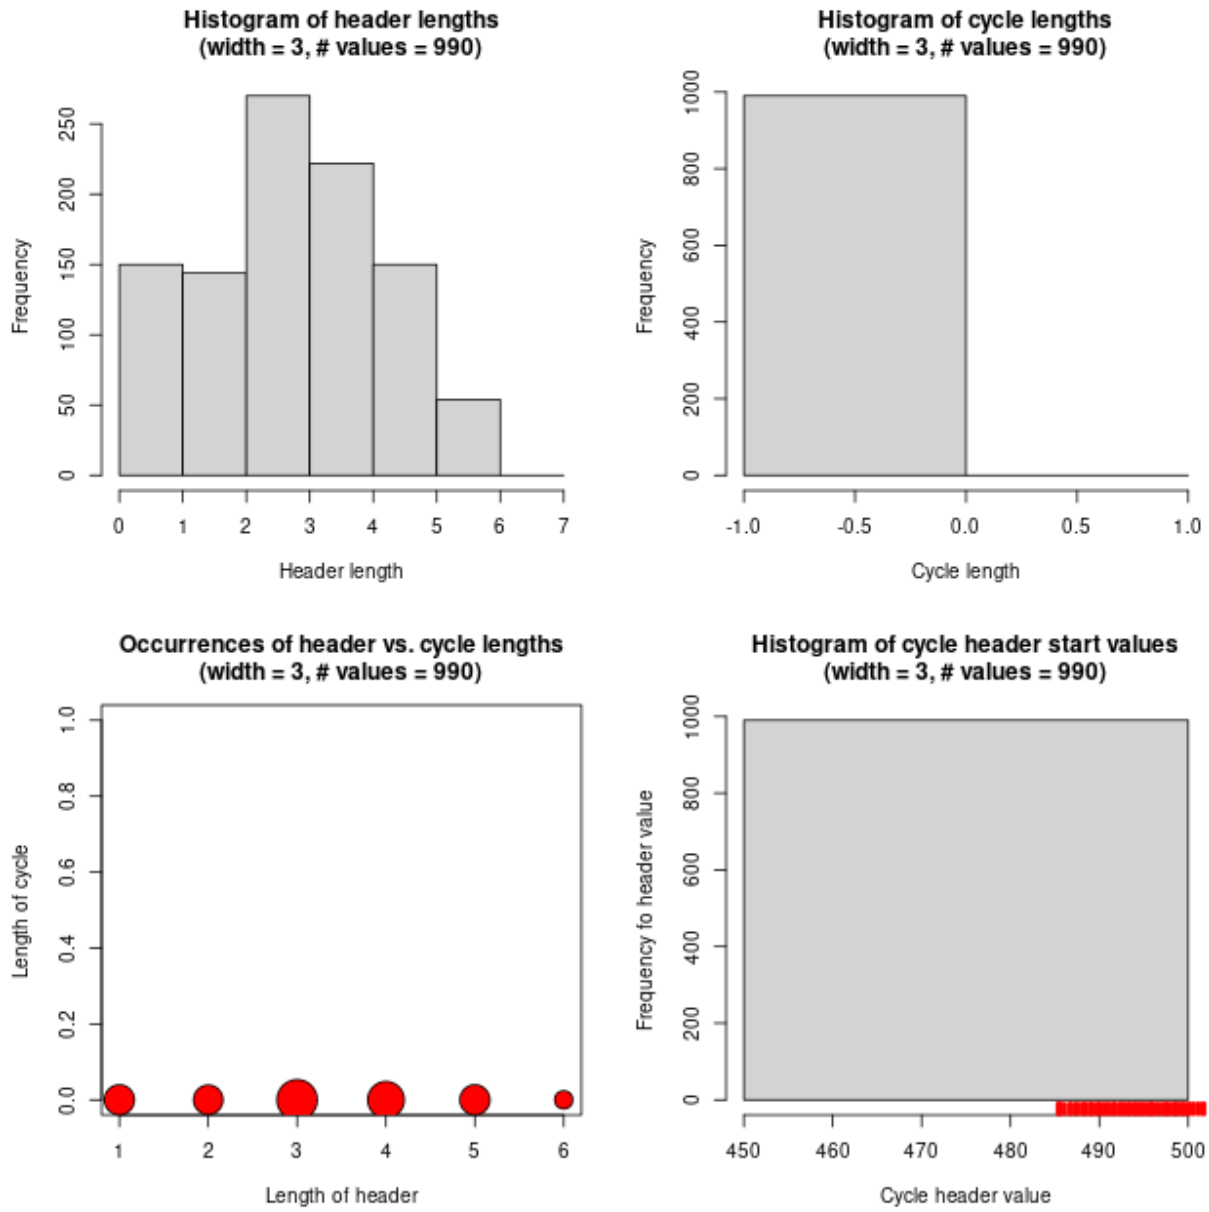 Histogram of header lengths
(width = 3, # values = 990)
Frequency
250
200
150
100
50
0
0 1 2 3 4 5 6 7
Header length
Histogram of cycle lengths
(width = 3, # values = 990)
Frequency
1000
800
600
400
200
0
-1.0 -0.5 0.0 0.5 1.0
Cycle length
Occurrences of header vs. cycle lengths
(width = 3, # values = 990)
Length of cycle
1.0
0.8
0.6
0.4
0.2
0.0
1 2 3 4 5 6
Length of header
Histogram of cycle header start values
(width = 3, # values = 990)
Frequency fo header value
1000
800
600
400
200
0
450 460 470 480 490 500
Cycle header value